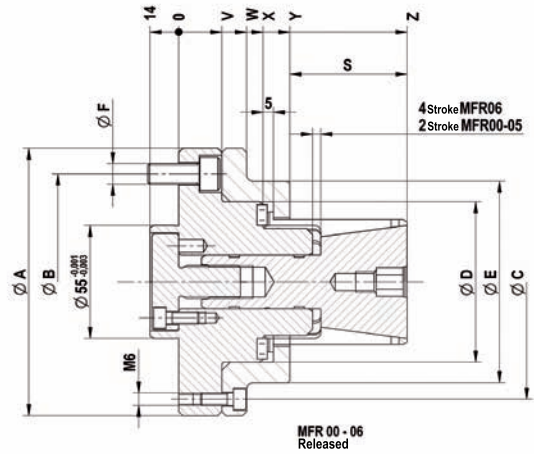 14
0
V
W
X
Y
Z
S
5
4 Stroke MFR06
2 Stroke MFR00-05
Ø F
Ø A
Ø B
Ø 55 -0,001 -0,003
M6
Ø D
Ø E
Ø C
MFR 00 - 06
Released